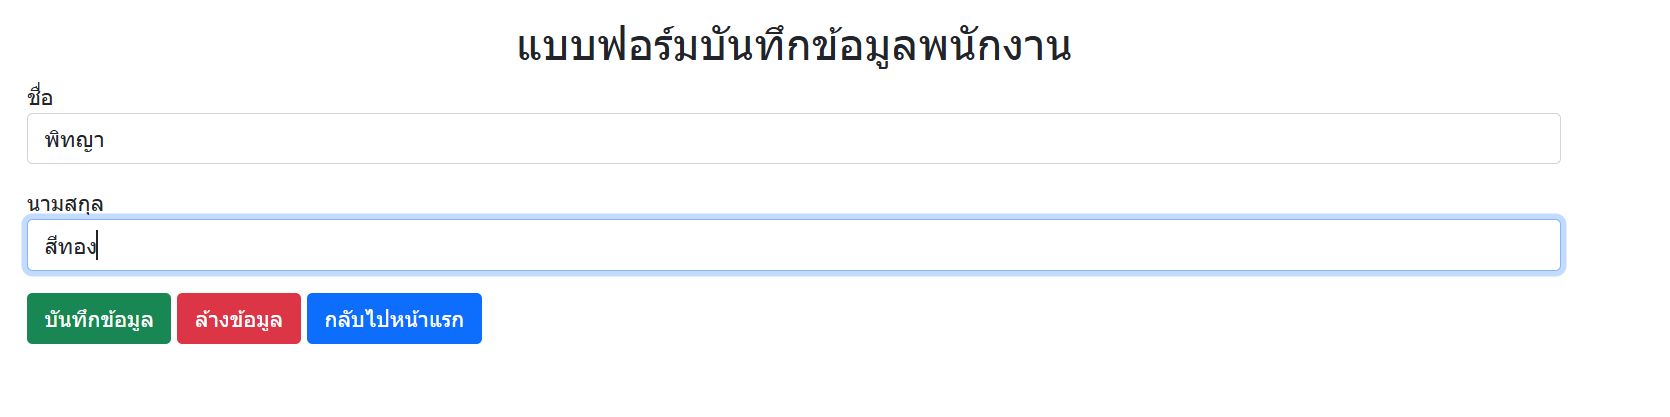 แบบฟอร์มบันทึกข้อมูลพนักงาน
ชื่อ
พิทญา
นามสกุล
สีทอง
บันทึกข้อมูล ล้างข้อมูล กลับไปหน้าแรก